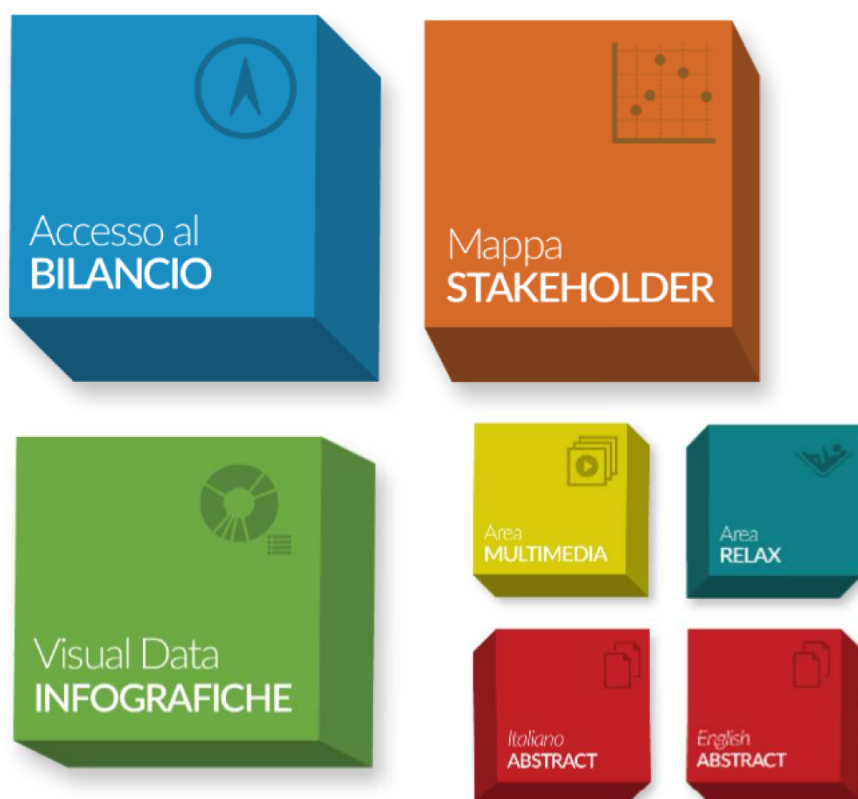 Accesso al
BILANCIO
Mappa
STAKEHOLDER
Visual Data
INFOGRAFICHE
Area
MULTIMEDIA
Area
RELAX
Italiano
ABSTRACT
English
ABSTRACT